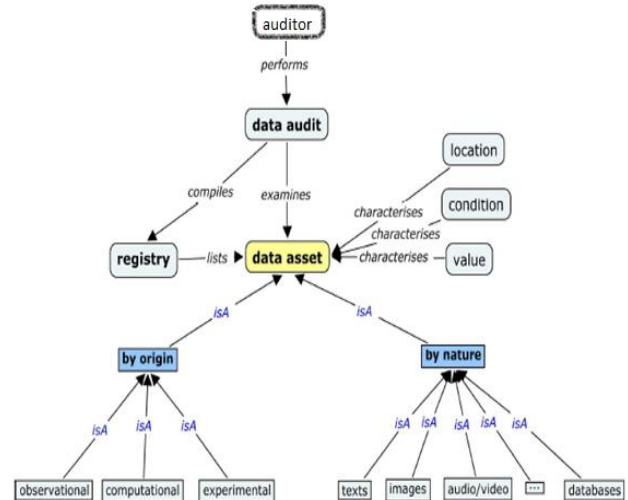 auditor
performs
data audit
location
compiles
examines
condition
characterises
characterises
registry
lists
data asset
characterises
value
isA
isA
by origin
by nature
isA
isA
isA
isA
isA
isA
isA
isA
observational
computational
experimental
texts
images
audio/video
...
databases